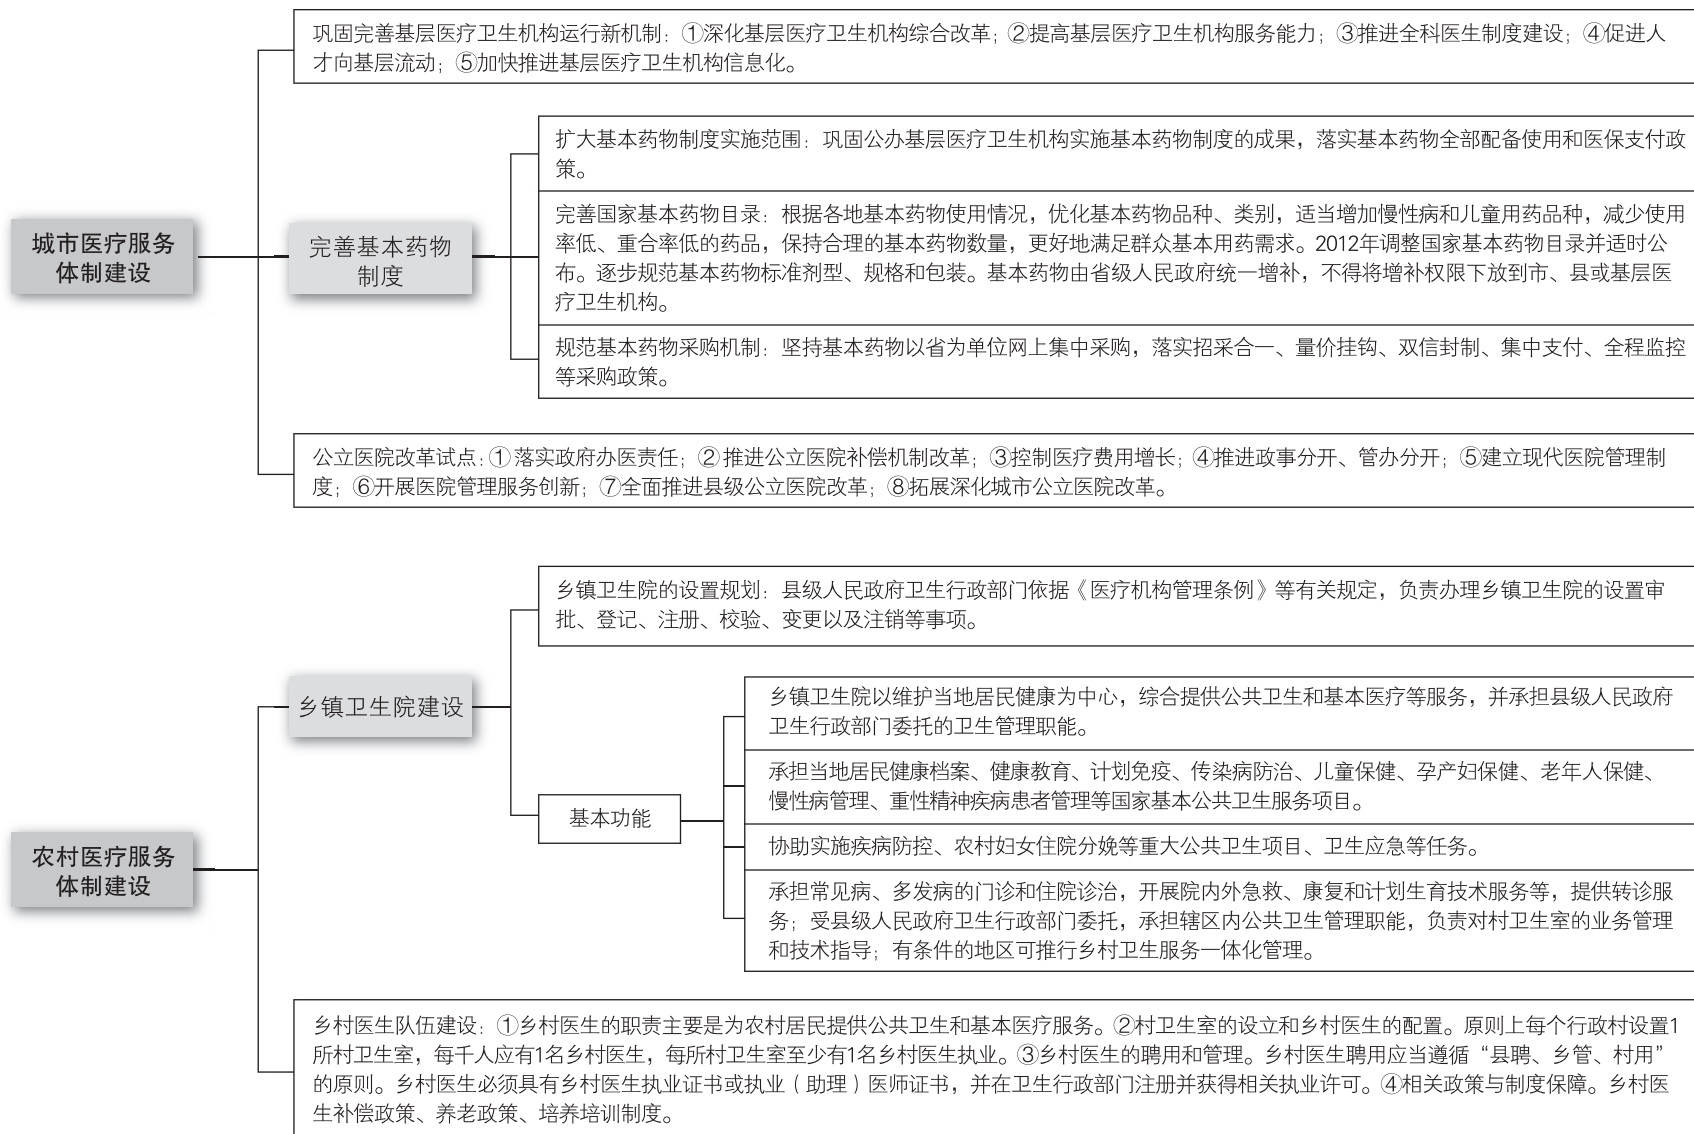 巩固完善基层医疗卫生机构运行新机制：①深化基层医疗卫生机构综合改革；②提高基层医疗卫生机构服务能力；③推进全科医生制度建设；④促进人
才向基层流动；⑤加快推进基层医疗卫生机构信息化。
城市医疗服务
体制建设
完善基本药物
制度
扩大基本药物制度实施范围：巩固公办基层医疗卫生机构实施基本药物制度的成果，落实基本药物全部配备使用和医保支付政
策。
完善国家基本药物目录：根据各地基本药物使用情况，优化基本药物品种、类别，适当增加慢性病和儿童用药品种，减少使用
率低、重合率低的药品，保持合理的基本药物数量，更好地满足群众基本用药需求。2012年调整国家基本药物目录并适时公
布。逐步规范基本药物标准剂型、规格和包装。基本药物由省级人民政府统一增补，不得将增补权限下放到市、县或基层医
疗卫生机构。
规范基本药物采购机制：坚持基本药物以省为单位网上集中采购，落实招采合一、量价挂钩、双信封制、集中支付、全程监控
等采购政策。
公立医院改革试点：①落实政府办医责任；②推进公立医院补偿机制改革；③控制医疗费用增长；④推进政事分开、管办分开；⑤建立现代医院管理制
度；⑥开展医院管理服务创新；⑦全面推进县级公立医院改革；⑧拓展深化城市公立医院改革。
农村医疗服务
体制建设
乡镇卫生院建设
乡镇卫生院的设置规划：县级人民政府卫生行政部门依据《医疗机构管理条例》等有关规定，负责办理乡镇卫生院的设置审
批、登记、注册、校验、变更以及注销等事项。
基本功能
乡镇卫生院以维护当地居民健康为中心，综合提供公共卫生和基本医疗等服务，并承担县级人民政府
卫生行政部门委托的卫生管理职能。
承担当地居民健康档案、健康教育、计划免疫、传染病防治、儿童保健、孕产妇保健、老年人保健、
慢性病管理、重性精神疾病患者管理等国家基本公共卫生服务项目。
协助实施疾病防控、农村妇女住院分娩等重大公共卫生项目、卫生应急等任务。
承担常见病、多发病的门诊和住院诊治，开展院内外急救、康复和计划生育技术服务等，提供转诊服
务；受县级人民政府卫生行政部门委托，承担辖区内公共卫生管理职能，负责对村卫生室的业务管理
和技术指导；有条件的地区可推行乡村卫生服务一体化管理。
乡村医生队伍建设：①乡村医生的职责主要是为农村居民提供公共卫生和基本医疗服务。②村卫生室的设立和乡村医生的配置。原则上每个行政村设置1
所村卫生室，每千人应有1名乡村医生，每所村卫生室至少有1名乡村医生执业。③乡村医生的聘用和管理。乡村医生聘用应当遵循“县聘、乡管、村用”
的原则。乡村医生必须具有乡村医生执业证书或执业（助理）医师证书，并在卫生行政部门注册并获得相关执业许可。④相关政策与制度保障。乡村医
生补偿政策、养老政策、培养培训制度。